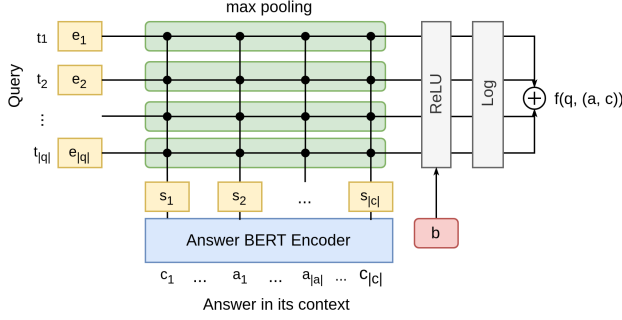 max pooling
Query
t1 e1
t2 e2
...
t|q| e|q|
ReLU
Log
f(q, (a, c))
s1 s2 ... s|c|
b
Answer BERT Encoder
c1 ... a1 ... a|a| ... c|c|
Answer in its context